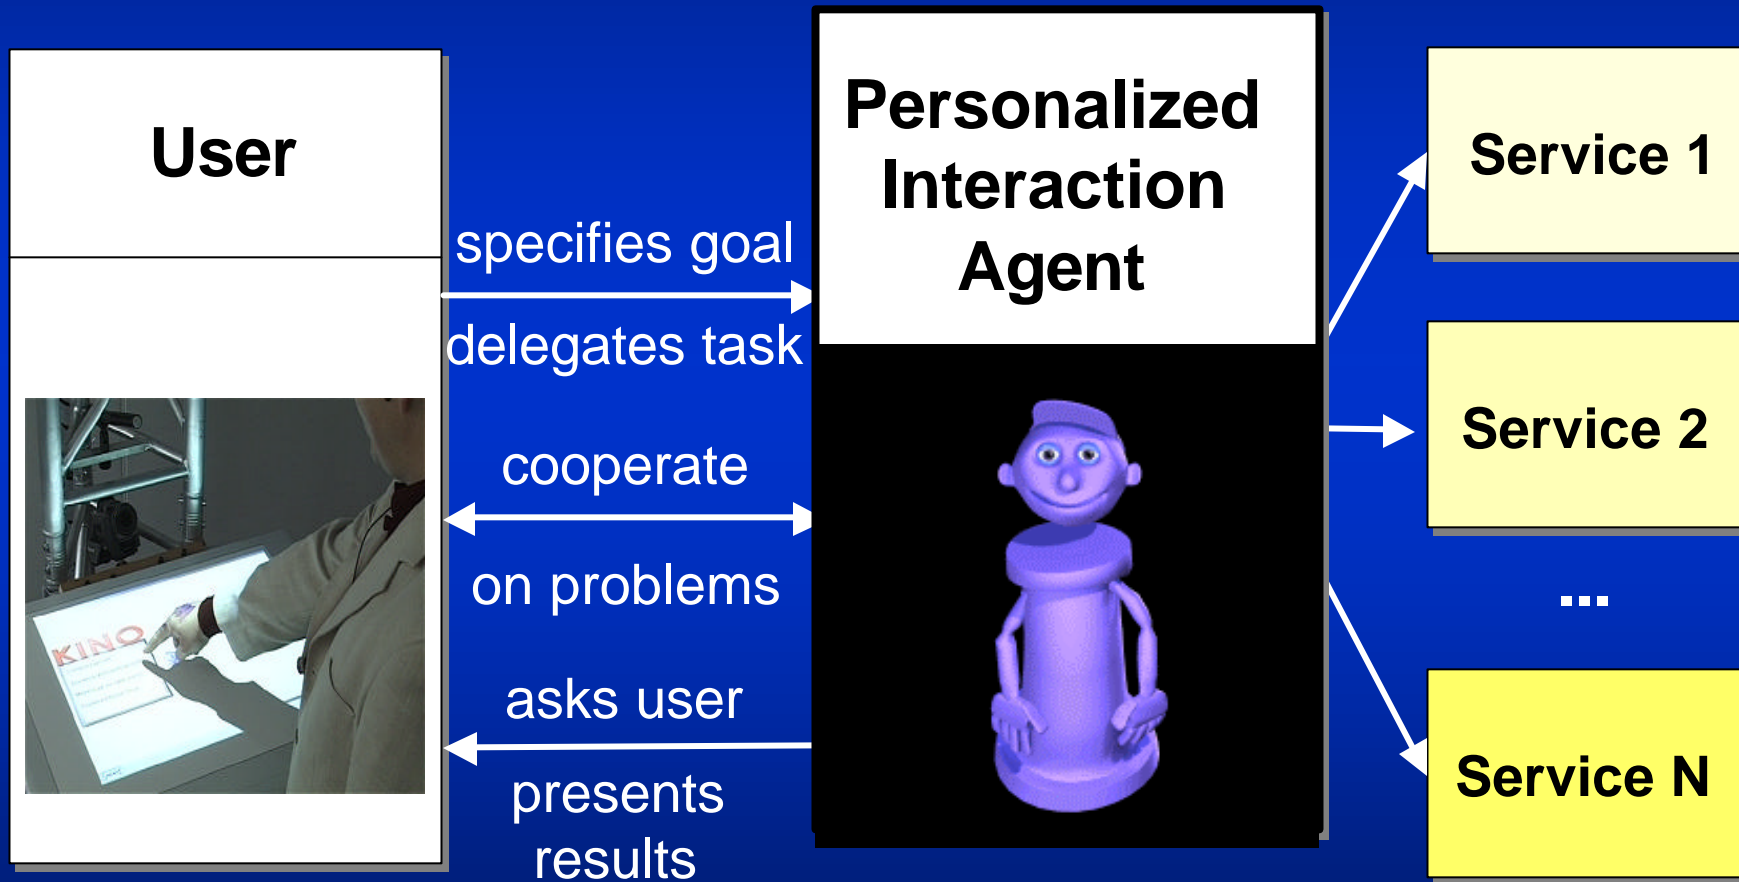 User
specifies goal
delegates task
cooperate
on problems
asks user
presents
results
KINO
Personalized
Interaction
Agent
Service 1
Service 2
...
Service N